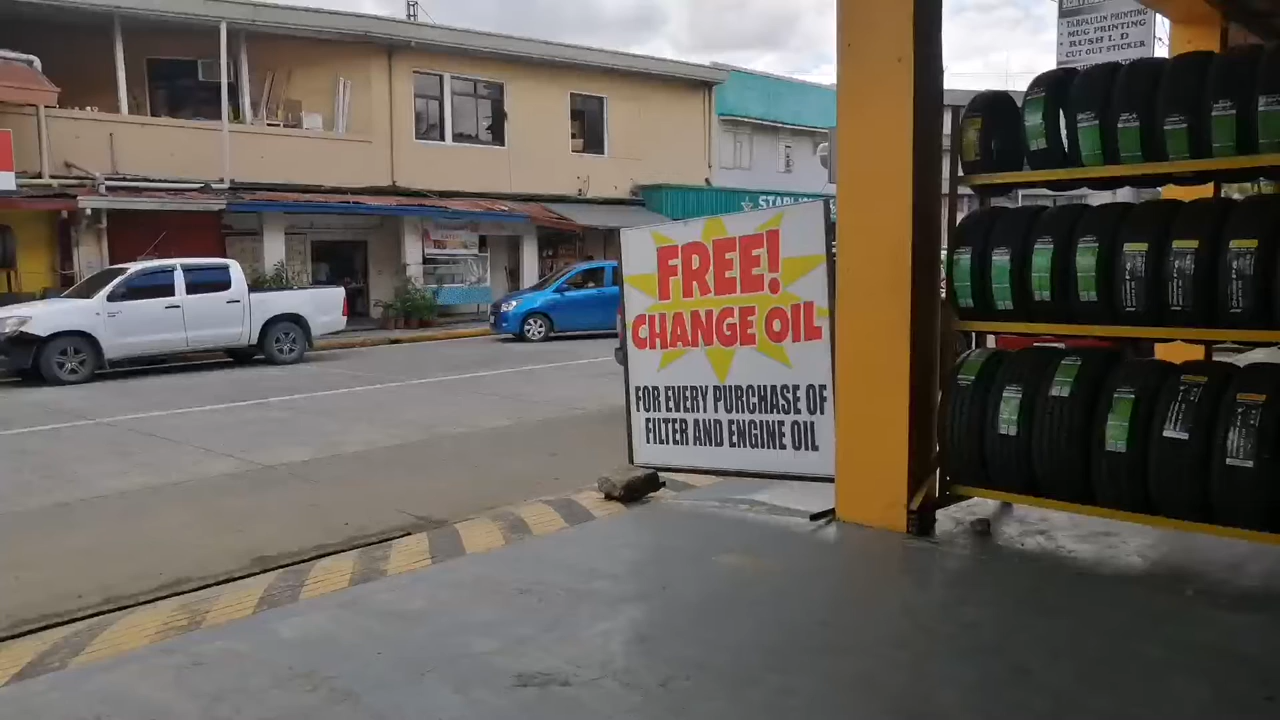 TARPAULIN PRINTING
MUG PRINTING
RUSH I. D
CUT OUT STICKER
FREE!
CHANGE OIL
FOR EVERY PURCHASE OF
FILTER AND ENGINE OIL